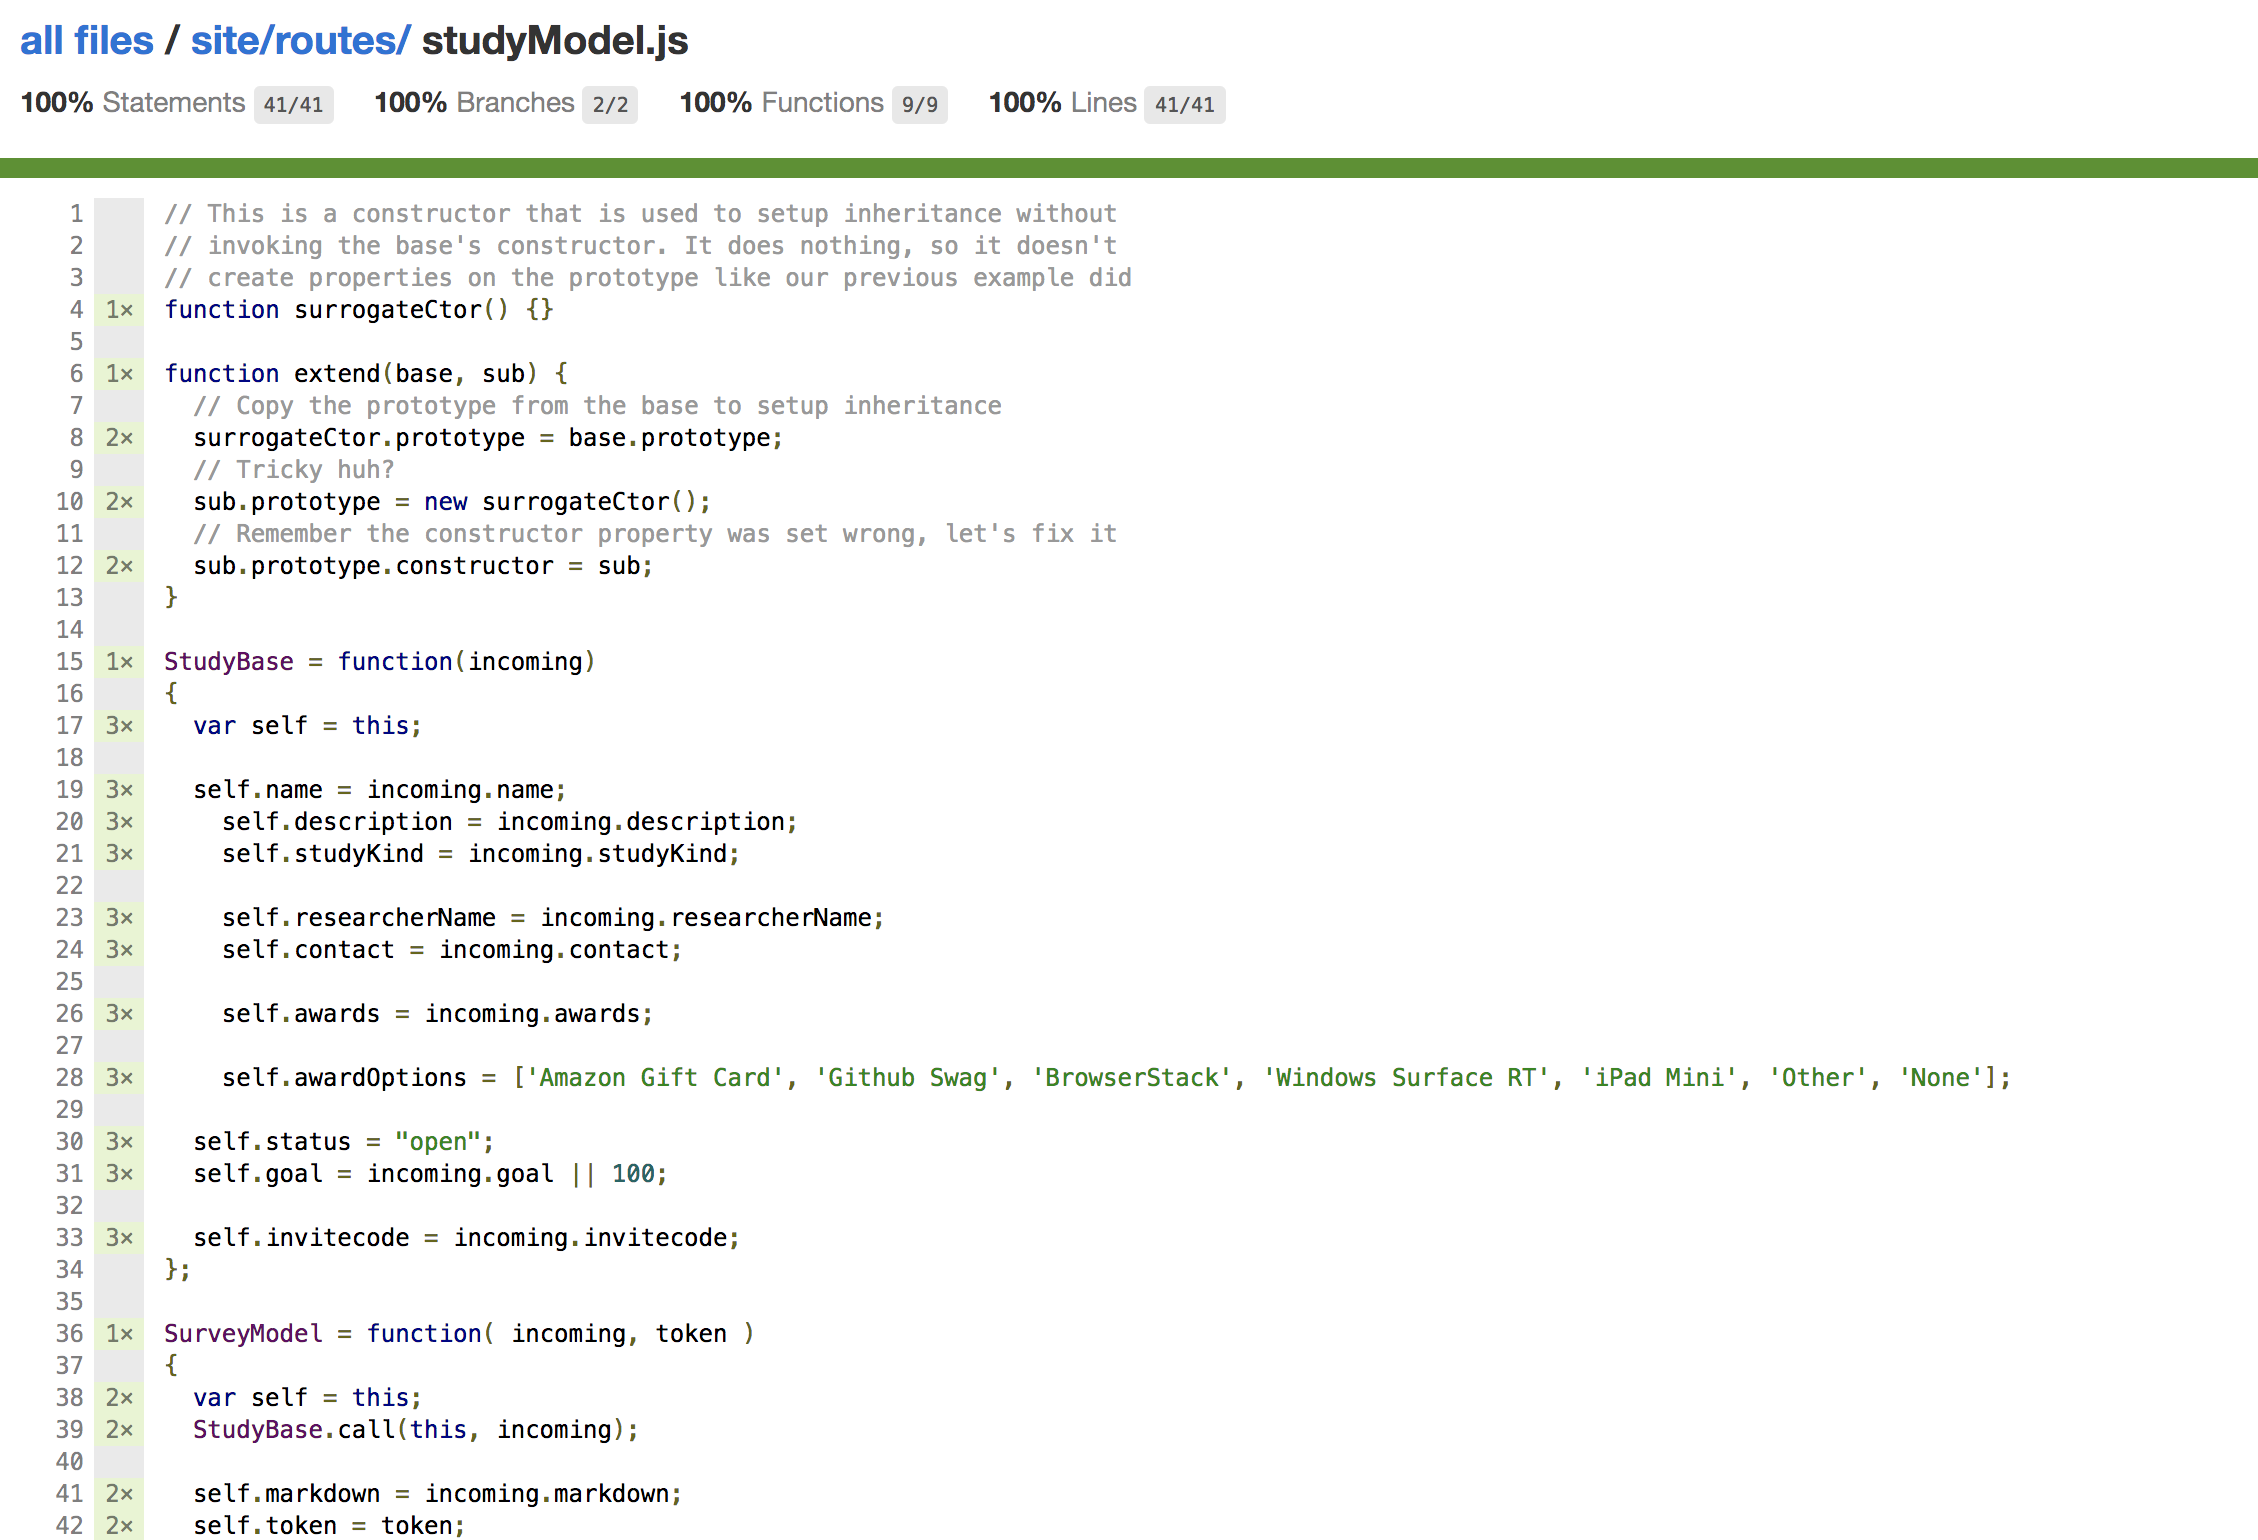 all files / site/routes/ studyModel.js
100% Statements 41/41 100% Branches 2/2 100% Functions 9/9 100% Lines 41/41
1 // This is a constructor that is used to setup inheritance without
2 // invoking the base's constructor. It does nothing, so it doesn't
3 // create properties on the prototype like our previous example did
4 1× function surrogateCtor() {}
5
6 1× function extend(base, sub) {
7 // Copy the prototype from the base to setup inheritance
8 2× surrogateCtor.prototype = base.prototype;
9 // Tricky huh?
10 2× sub.prototype = new surrogateCtor();
11 // Remember the constructor property was set wrong, let's fix it
12 2× sub.prototype.constructor = sub;
13 }
14
15 1× StudyBase = function(incoming)
16 {
17 3× var self = this;
18
19 3× self.name = incoming.name;
20 3× self.description = incoming.description;
21 3× self.studyKind = incoming.studyKind;
22
23 3× self.researcherName = incoming.researcherName;
24 3× self.contact = incoming.contact;
25
26 3× self.awards = incoming.awards;
27
28 3× self.awardOptions = ['Amazon Gift Card', 'Github Swag', 'BrowserStack', 'Windows Surface RT', 'iPad Mini', 'Other', 'None'];
29
30 3× self.status = "open";
31 3× self.goal = incoming.goal || 100;
32
33 3× self.invitecode = incoming.invitecode;
34 };
35
36 1× SurveyModel = function( incoming, token )
37 {
38 2× var self = this;
39 2× StudyBase.call(this, incoming);
40
41 2× self.markdown = incoming.markdown;
42 2× self.token = token;